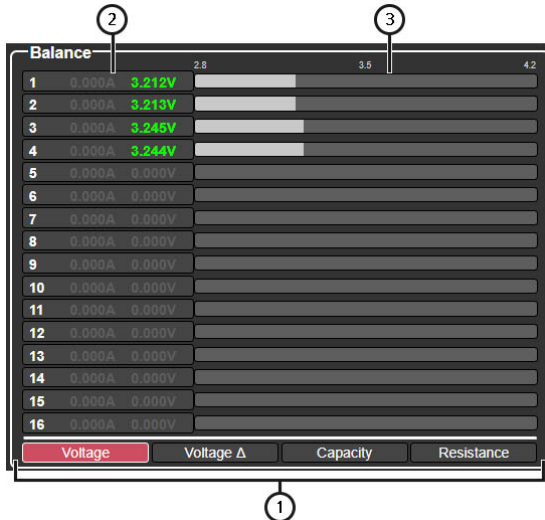 2 3
Balance
2.8 3.5 4.2
1 0.000A 3.212V
2 0.000A 3.213V
3 0.000A 3.245V
4 0.000A 3.244V
5 0.000A 0.000V
6 0.000A 0.000V
7 0.000A 0.000V
8 0.000A 0.000V
9 0.000A 0.000V
10 0.000A 0.000V
11 0.000A 0.000V
12 0.000A 0.000V
13 0.000A 0.000V
14 0.000A 0.000V
15 0.000A 0.000V
16 0.000A 0.000V
Voltage Voltage Δ Capacity Resistance
1